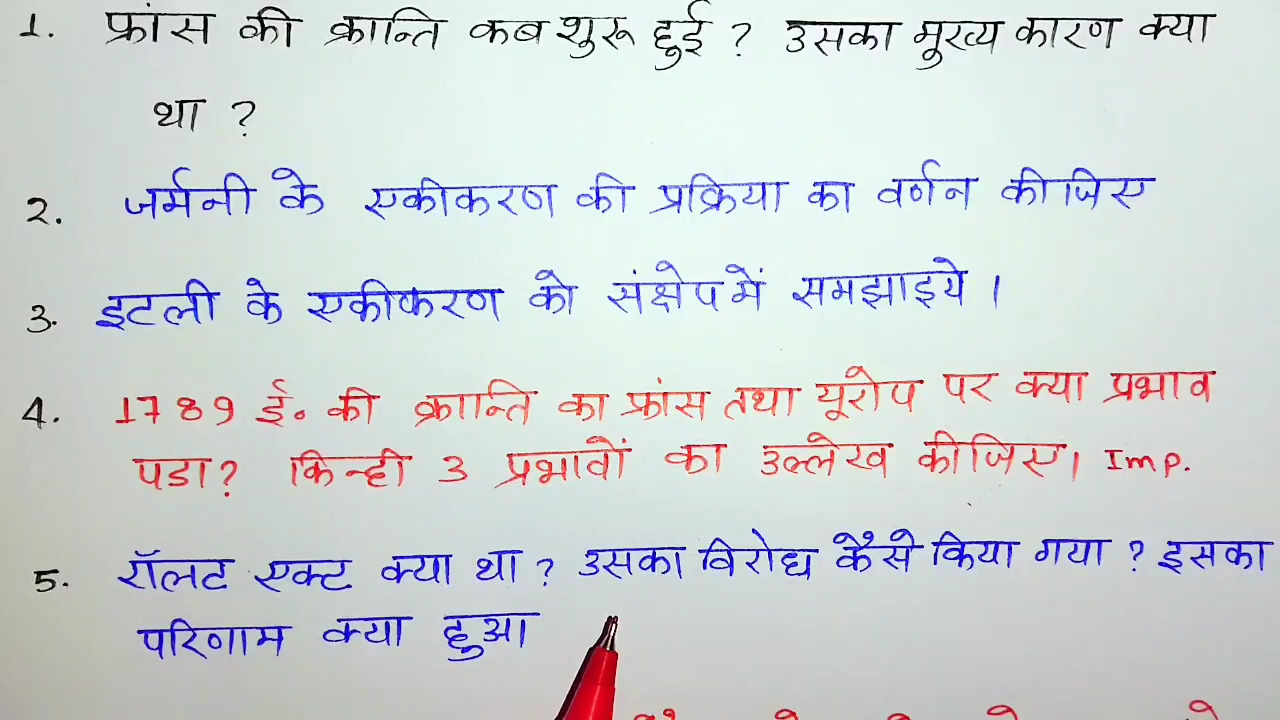 1. फ्रांस की क्रान्ति कब शुरू हुई ? उसका मुख्य कारण क्या
था ?
2. जर्मनी के एकीकरण की प्रक्रिया का वर्णन कीजिए
3. इटली के एकीकरण को संक्षेप में समझाइये ।
4. 1789 ई० की क्रान्ति का फ्रांस तथा यूरोप पर क्या प्रभाव
पडा? किन्ही 3 प्रभावों का उल्लेख कीजिए। Imp.
5. रॉलट एक्ट क्या था ? उसका विरोध कैसे किया गया ? इसका
परिणाम क्या हुआ